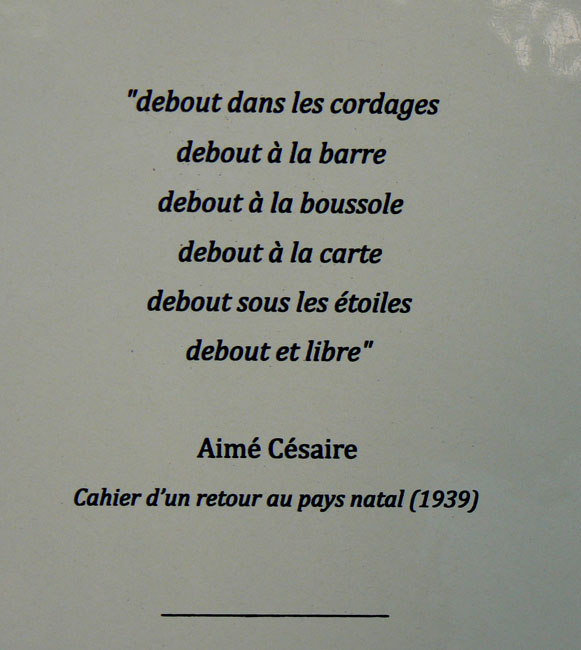 "debout dans les cordages
debout à la barre
debout à la boussole
debout à la carte
debout sous les étoiles
debout et libre"
Aimé Césaire
Cahier d'un retour au pays natal (1939)